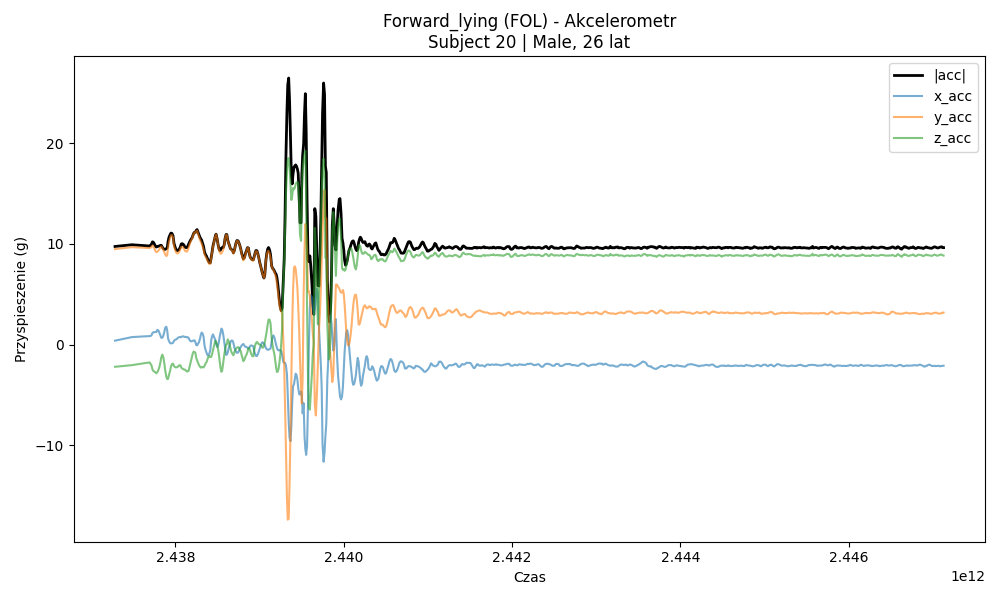 Forward_lying (FOL) - Akcelerometr
Subject 20 | Male, 26 lat
|acc|
x_acc
y_acc
z_acc
Przyspieszenie (g)
20
10
0
−10
2.438
2.440
2.442
2.444
2.446
1e12
Czas